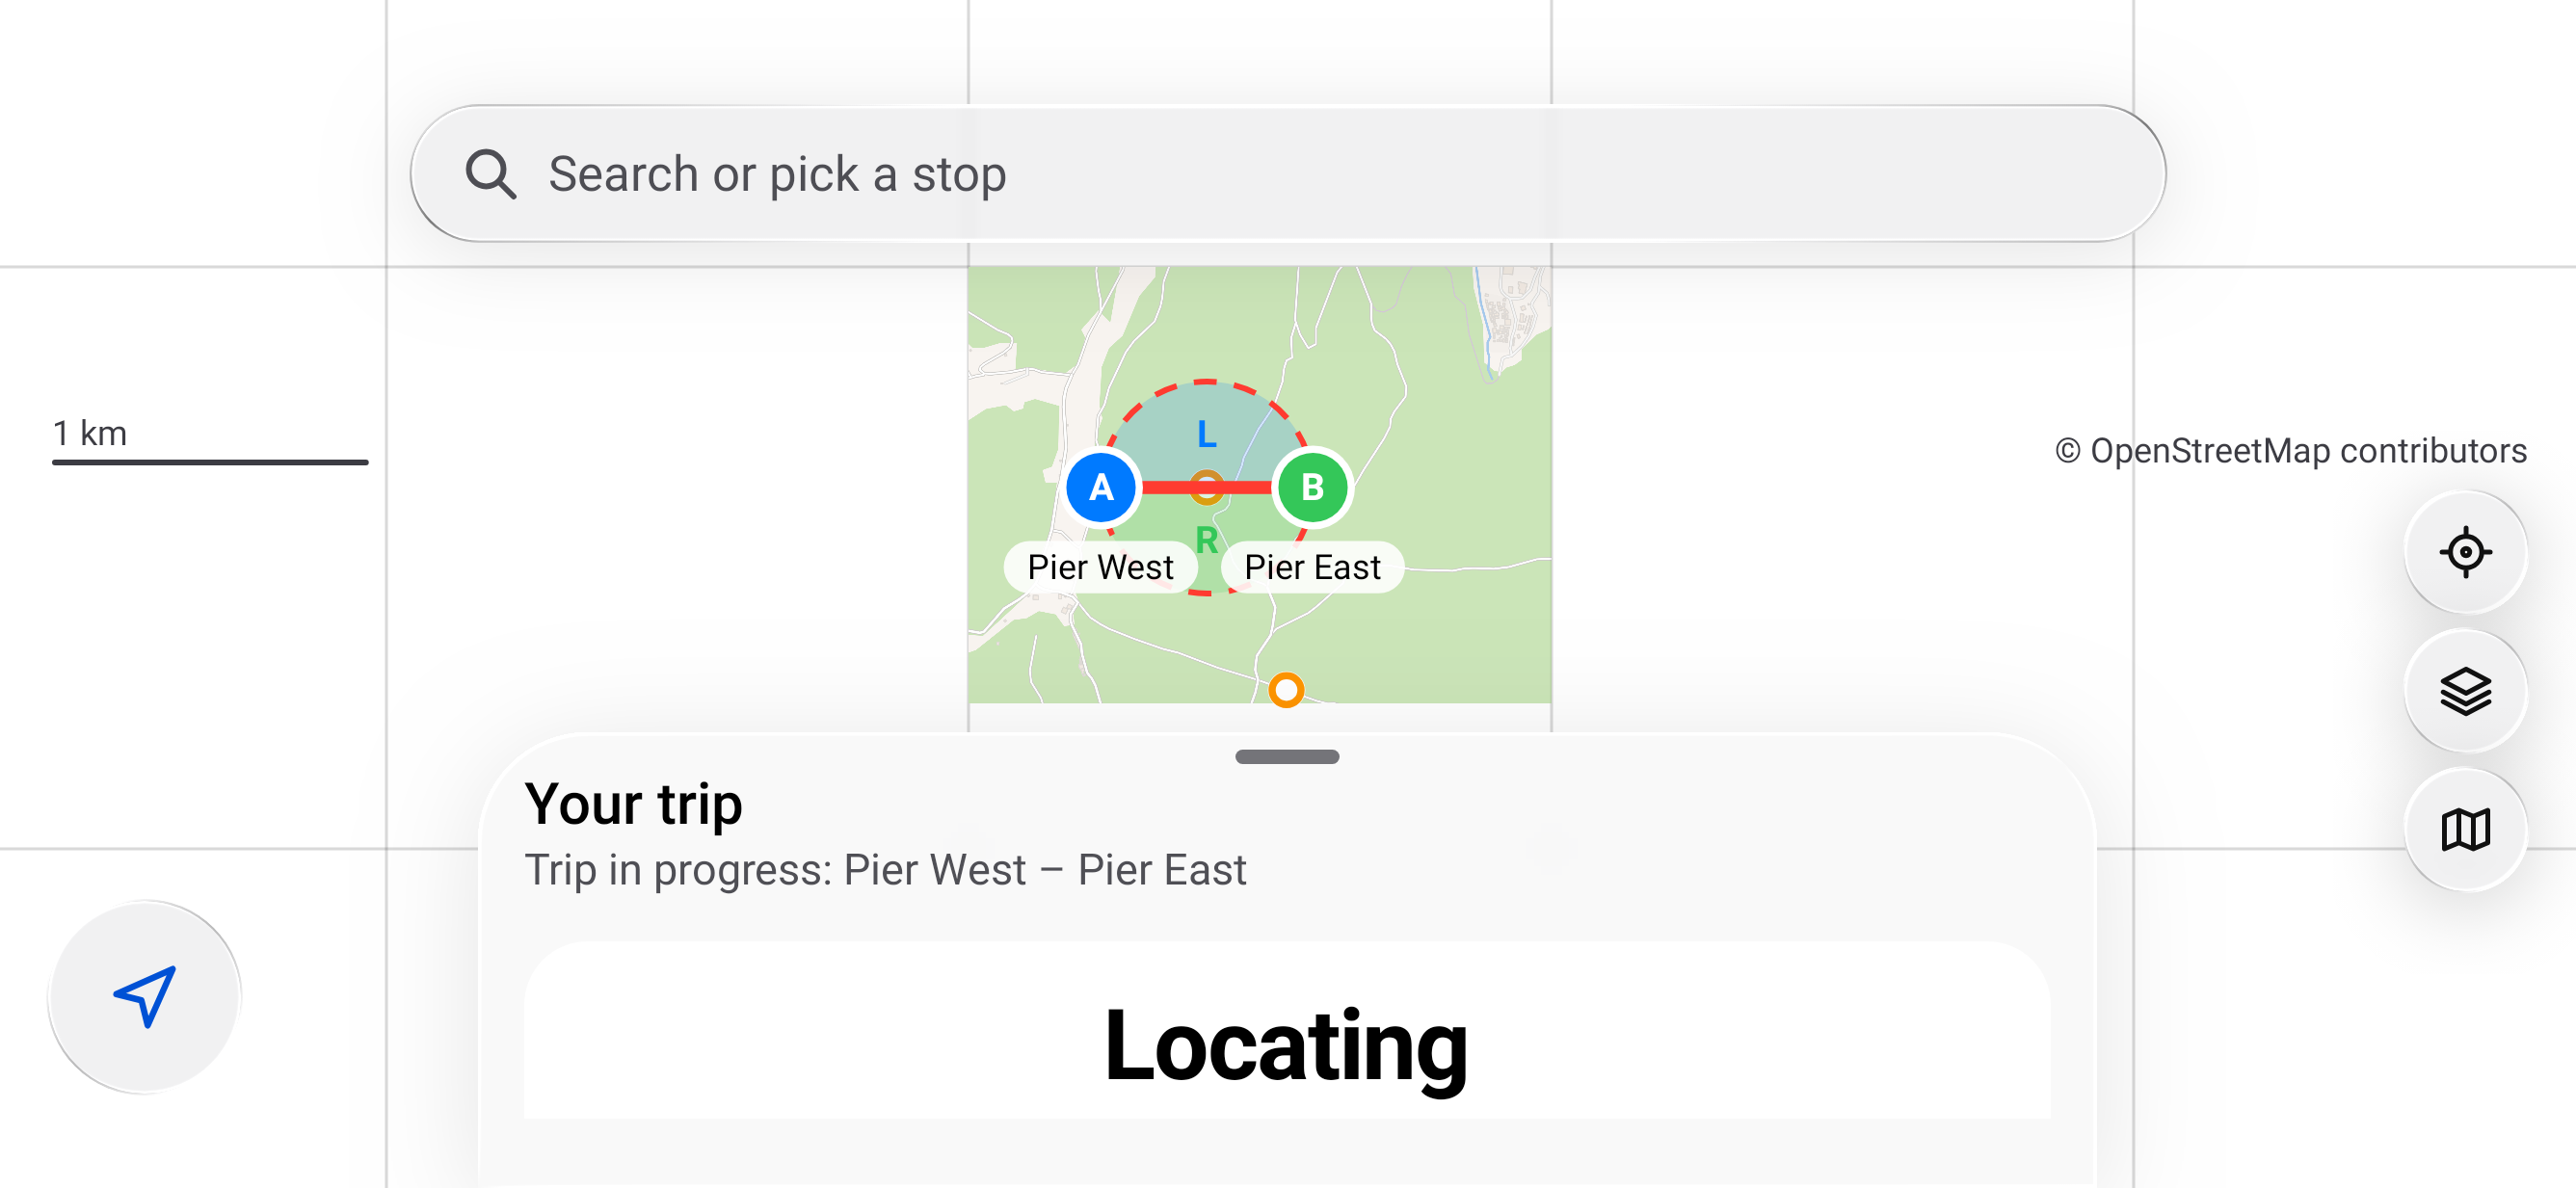 Search or pick a stop
1 km
© OpenStreetMap contributors
L
A
B
R
Pier West
Pier East
Your trip
Trip in progress: Pier West – Pier East
Locating